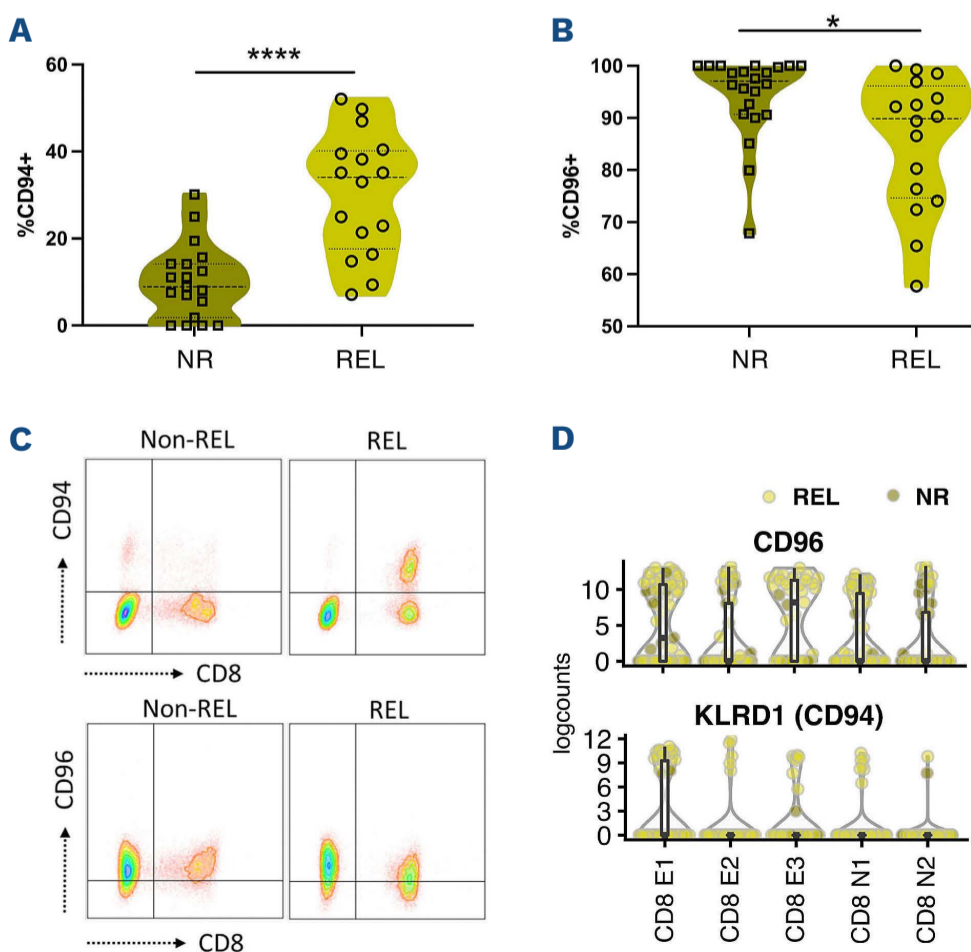 A
****
60
40
20
0
%CD94+
NR
REL
B
*
100
90
80
70
60
50
%CD96+
NR
REL
C
Non-REL
REL
CD94
CD8
Non-REL
REL
CD96
CD8
D
REL
NR
CD96
10
5
0
KLRD1 (CD94)
logcounts
12
9
6
3
0
CD8 E1
CD8 E2
CD8 E3
CD8 N1
CD8 N2